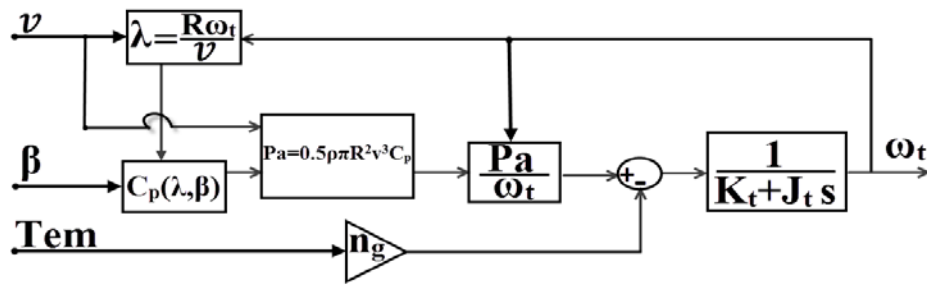 v
λ=Rωt/v
β
Cp(λ,β)
Pa=0.5ρπR²v³Cp
Pa/ωt
+-
1/Kt+Jt s
ωt
Tem
ng